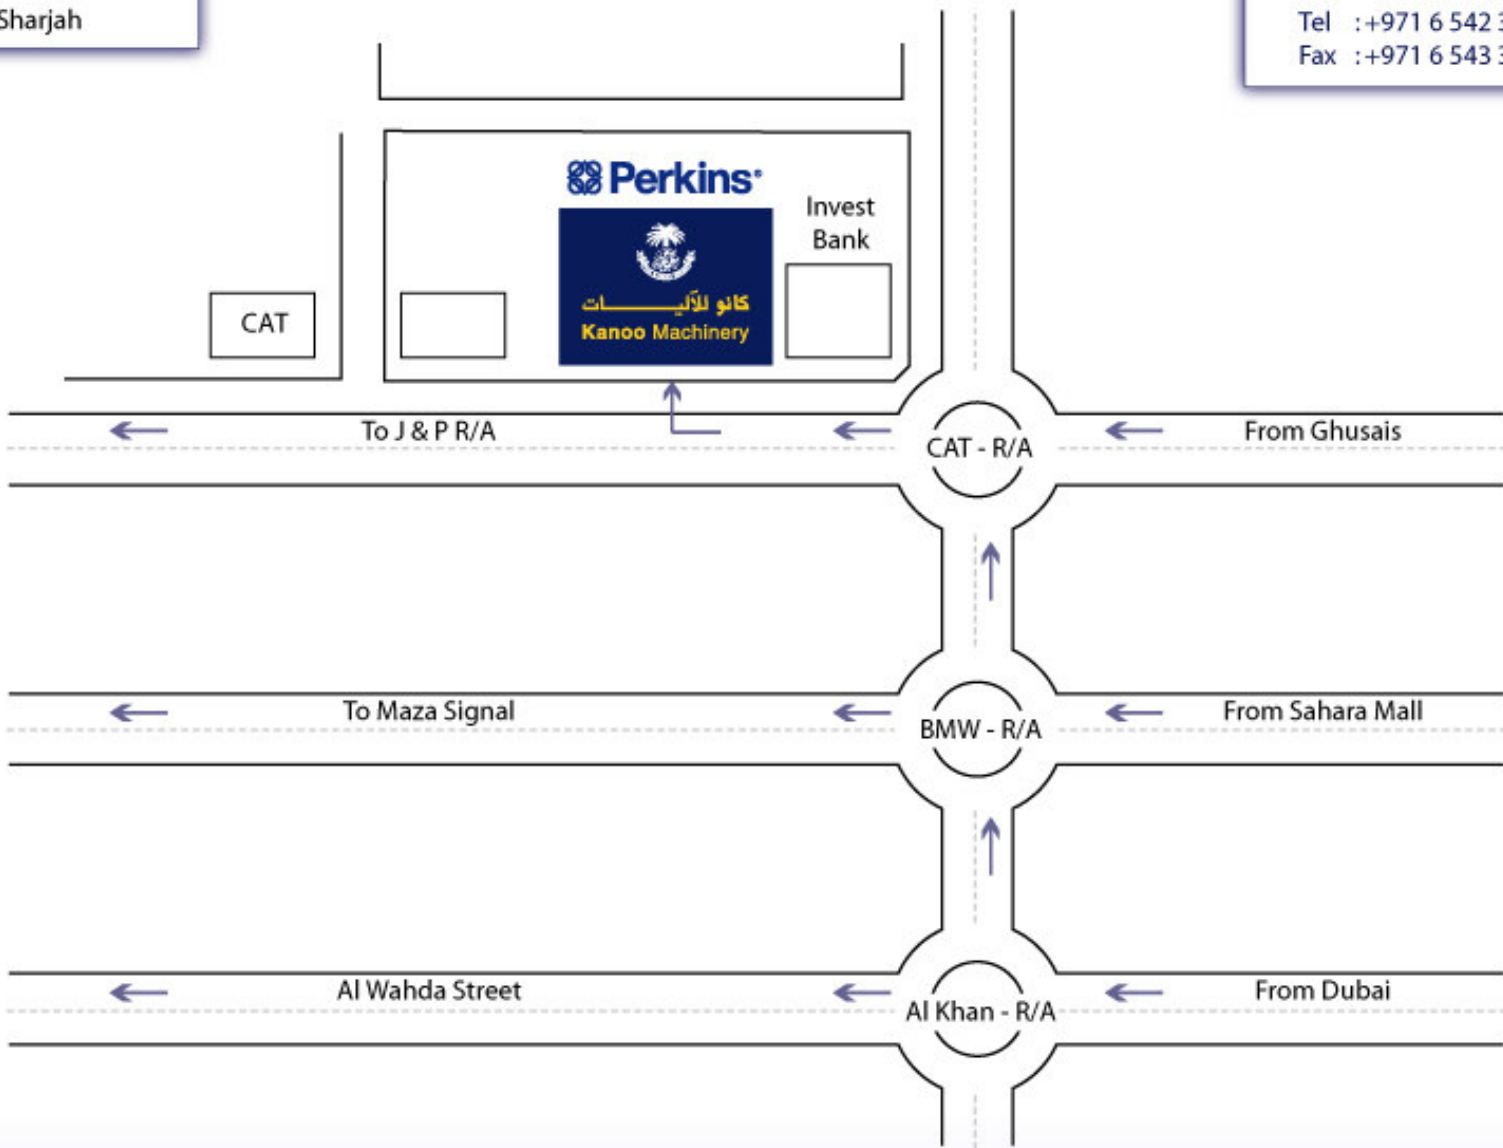 Sharjah
Tel : +971 6 542
Fax : +971 6 543
Perkins
Invest
Bank
كانو للآليــــــات
Kanoo Machinery
CAT
To J & P R/A
CAT - R/A
From Ghusais
To Maza Signal
BMW - R/A
From Sahara Mall
Al Wahda Street
Al Khan - R/A
From Dubai